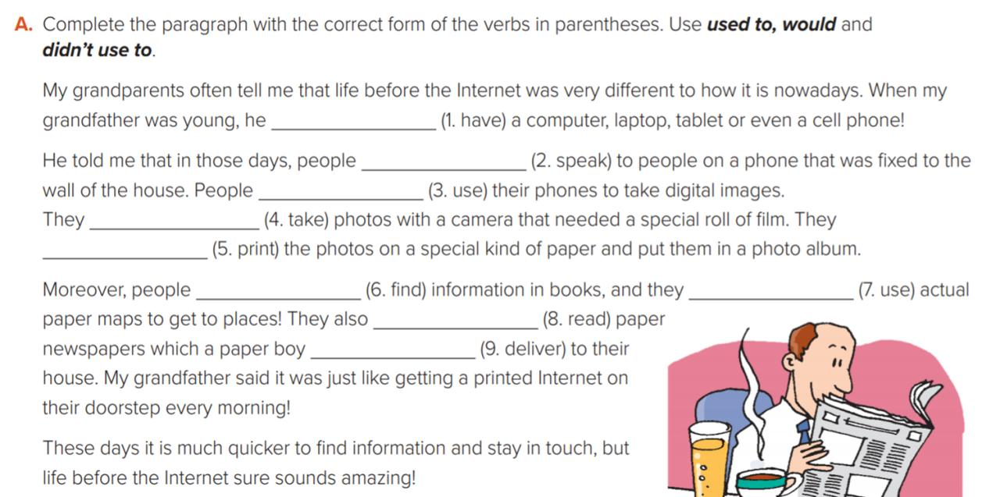 A. Complete the paragraph with the correct form of the verbs in parentheses. Use used to, would and
didn’t use to.
My grandparents often tell me that life before the Internet was very different to how it is nowadays. When my
grandfather was young, he ________________ (1. have) a computer, laptop, tablet or even a cell phone!
He told me that in those days, people ________________ (2. speak) to people on a phone that was fixed to the
wall of the house. People ________________ (3. use) their phones to take digital images.
They ________________ (4. take) photos with a camera that needed a special roll of film. They
________________ (5. print) the photos on a special kind of paper and put them in a photo album.
Moreover, people ________________ (6. find) information in books, and they ________________ (7. use) actual
paper maps to get to places! They also ________________ (8. read) paper
newspapers which a paper boy ________________ (9. deliver) to their
house. My grandfather said it was just like getting a printed Internet on
their doorstep every morning!
These days it is much quicker to find information and stay in touch, but
life before the Internet sure sounds amazing!